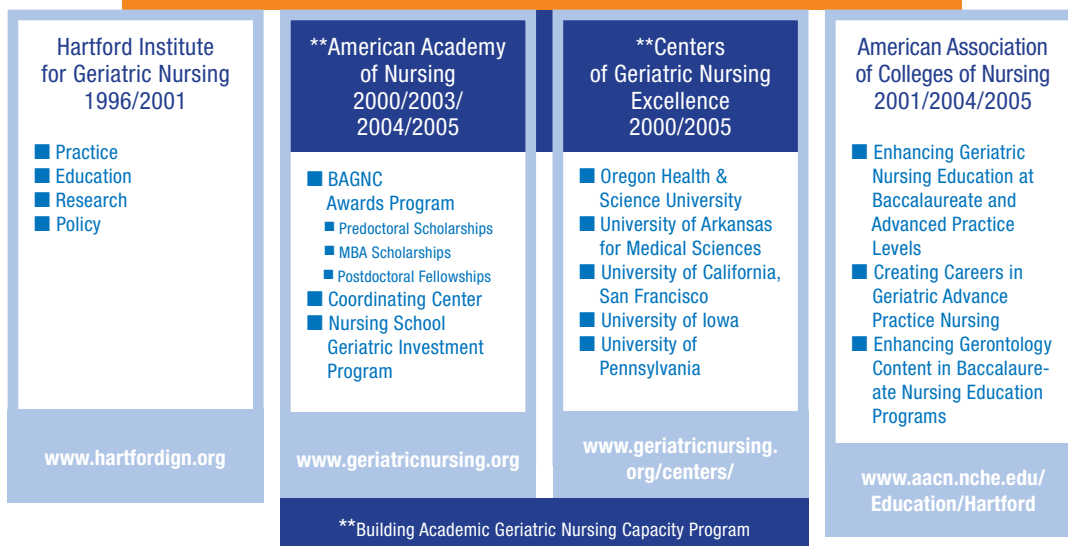 Hartford Institute
for Geriatric Nursing
1996/2001
■ Practice
■ Education
■ Research
■ Policy
www.hartfordign.org
**American Academy
of Nursing
2000/2003/
2004/2005
■ BAGNC
Awards Program
■ Predoctoral Scholarships
■ MBA Scholarships
■ Postdoctoral Fellowships
■ Coordinating Center
■ Nursing School
Geriatric Investment
Program
www.geriatricnursing.org
**Centers
of Geriatric Nursing
Excellence
2000/2005
■ Oregon Health &
Science University
■ University of Arkansas
for Medical Sciences
■ University of California,
San Francisco
■ University of Iowa
■ University of
Pennsylvania
www.geriatricnursing.
org/centers/
American Association
of Colleges of Nursing
2001/2004/2005
■ Enhancing Geriatric
Nursing Education at
Baccalaureate and
Advanced Practice
Levels
■ Creating Careers in
Geriatric Advance
Practice Nursing
■ Enhancing Gerontology
Content in Baccalaure-
ate Nursing Education
Programs
www.aacn.nche.edu/
Education/Hartford
**Building Academic Geriatric Nursing Capacity Program